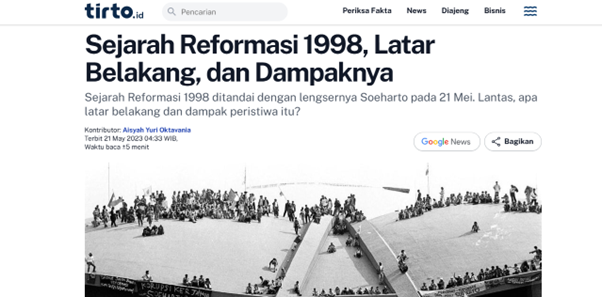 tirto.id
Pencarian
Periksa Fakta News Diajeng Bisnis
Sejarah Reformasi 1998, Latar
Belakang, dan Dampaknya
Sejarah Reformasi 1998 ditandai dengan lengsernya Soeharto pada 21 Mei. Lantas, apa
latar belakang dan dampak peristiwa itu?
Kontributor: Aisyah Yuri Oktavania
Terbit 21 May 2023 04:33 WIB,
Waktu baca ±5 menit
Google News
Bagikan